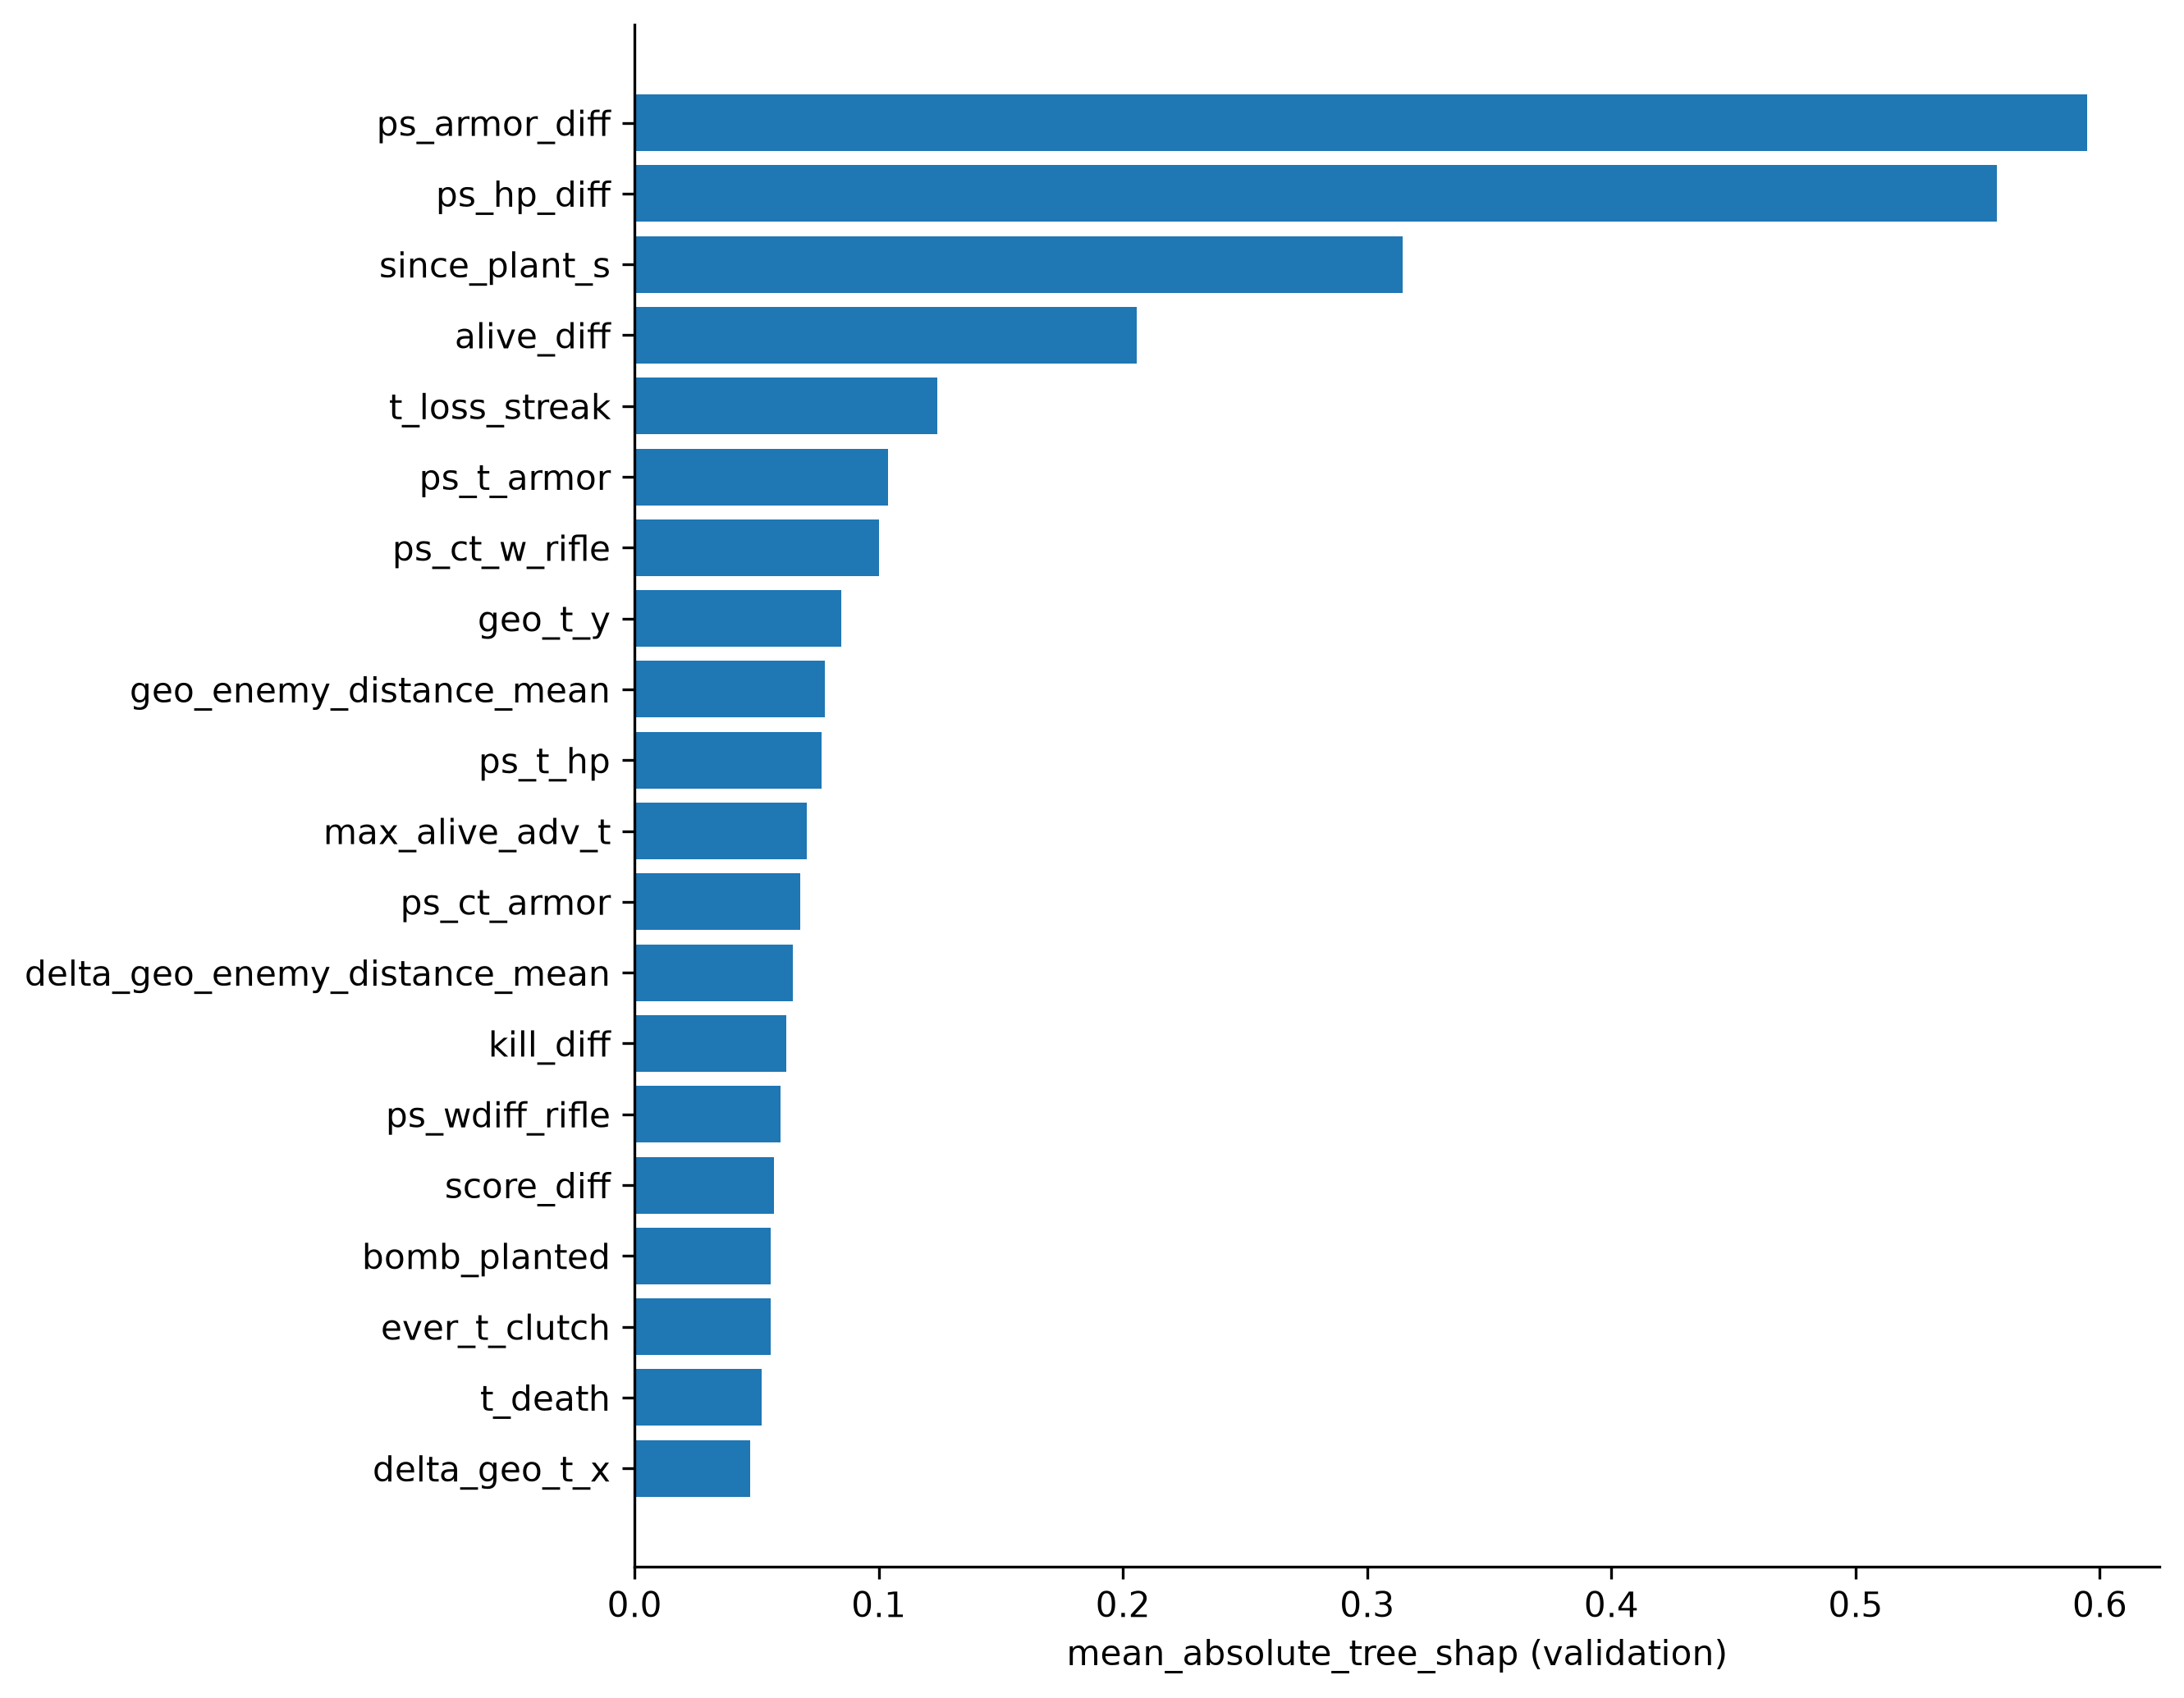 ps_armor_diff
ps_hp_diff
since_plant_s
alive_diff
t_loss_streak
ps_t_armor
ps_ct_w_rifle
geo_t_y
geo_enemy_distance_mean
ps_t_hp
max_alive_adv_t
ps_ct_armor
delta_geo_enemy_distance_mean
kill_diff
ps_wdiff_rifle
score_diff
bomb_planted
ever_t_clutch
t_death
delta_geo_t_x
0.0 0.1 0.2 0.3 0.4 0.5 0.6
mean_absolute_tree_shap (validation)